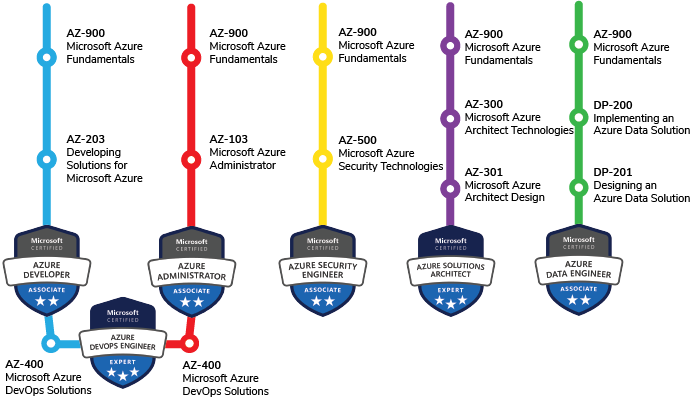 AZ-900
Microsoft Azure
Fundamentals
AZ-203
Developing
Solutions for
Microsoft Azure
Microsoft
CERTIFIED
AZURE
DEVELOPER
ASSOCIATE
AZ-400
Microsoft Azure
DevOps Solutions
Microsoft
CERTIFIED
AZURE
DEVOPS ENGINEER
EXPERT
AZ-900
Microsoft Azure
Fundamentals
AZ-103
Microsoft Azure
Administrator
Microsoft
CERTIFIED
AZURE
ADMINISTRATOR
ASSOCIATE
AZ-400
Microsoft Azure
DevOps Solutions
AZ-900
Microsoft Azure
Fundamentals
AZ-500
Microsoft Azure
Security Technologies
Microsoft
CERTIFIED
AZURE SECURITY
ENGINEER
ASSOCIATE
AZ-900
Microsoft Azure
Fundamentals
AZ-300
Microsoft Azure
Architect Technologies
AZ-301
Microsoft Azure
Architect Design
Microsoft
CERTIFIED
AZURE SOLUTIONS
ARCHITECT
EXPERT
AZ-900
Microsoft Azure
Fundamentals
DP-200
Implementing an
Azure Data Solution
DP-201
Designing an
Azure Data Solution
Microsoft
CERTIFIED
AZURE
DATA ENGINEER
ASSOCIATE